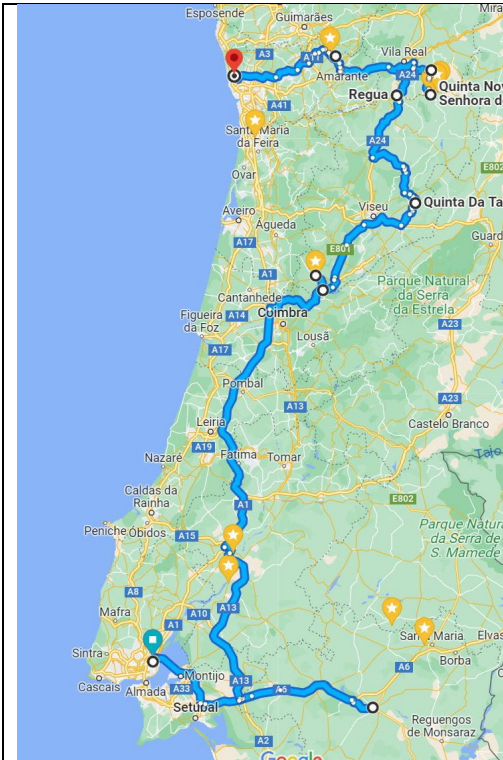 Esposende
Guimarães
Mira
A3
A11
Vila Real
Amarante
A24
Quinta Nov
Senhora d
Regua
A41
Santa Maria
da Feira
A24
Ovar
E802
Aveiro
Viseu
Quinta Da Ta
Águeda
A17
E801
Guard
A1
Parque Natural
da Serra
da Estrela
Cantanhede
Figueira
da Foz
A14
Coimbra
A23
Lousã
A17
Pombal
A13
A23
Leiria
Castelo Branco
A19
Nazaré
Fátima
Tomar
Tajo
Caldas da
Rainha
A1
E802
Peniche
Óbidos
A15
Parque Natura
da Serra de
S. Mamede
A8
A13
Mafra
A10
A1
Santa Maria
Elvas
Sintra
Borba
Montijo
A6
Cascais
Almada
A33
A13
A6
Setúbal
Reguengos
de Monsaraz
A2
Google